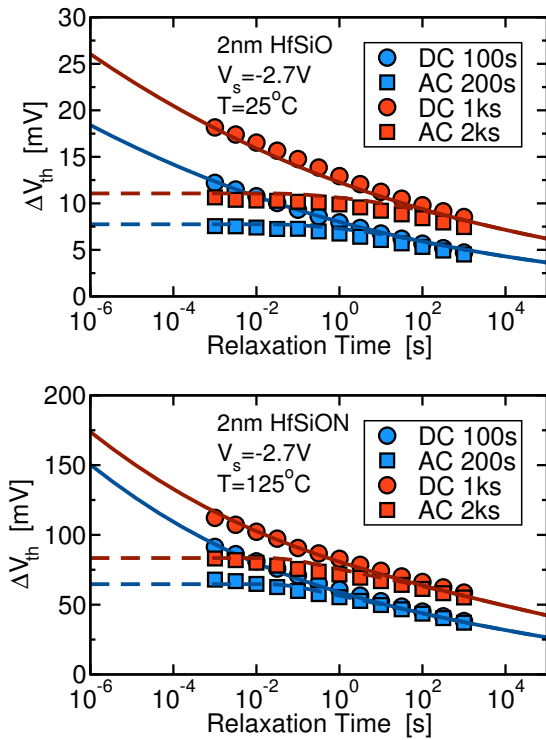 30
25
20
15
10
5
0
ΔV_th [mV]
2nm HfSiO
V_s=-2.7V
T=25°C
DC 100s
AC 200s
DC 1ks
AC 2ks
10^-6 10^-4 10^-2 10^0 10^2 10^4
Relaxation Time [s]
200
150
100
50
0
ΔV_th [mV]
2nm HfSiON
V_s=-2.7V
T=125°C
DC 100s
AC 200s
DC 1ks
AC 2ks
10^-6 10^-4 10^-2 10^0 10^2 10^4
Relaxation Time [s]